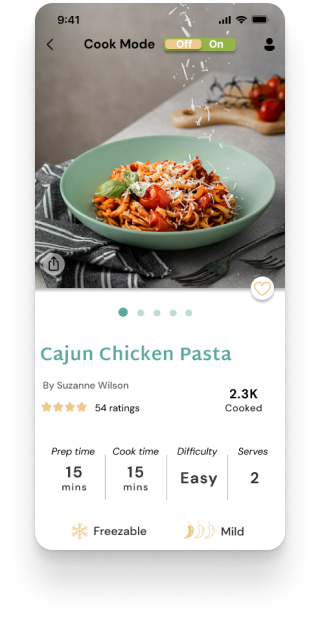 9:41
Cook Mode Off On
Cajun Chicken Pasta
By Suzanne Wilson
54 ratings
2.3K
Cooked
Prep time Cook time Difficulty Serves
15 15 Easy 2
mins mins
Freezable Mild